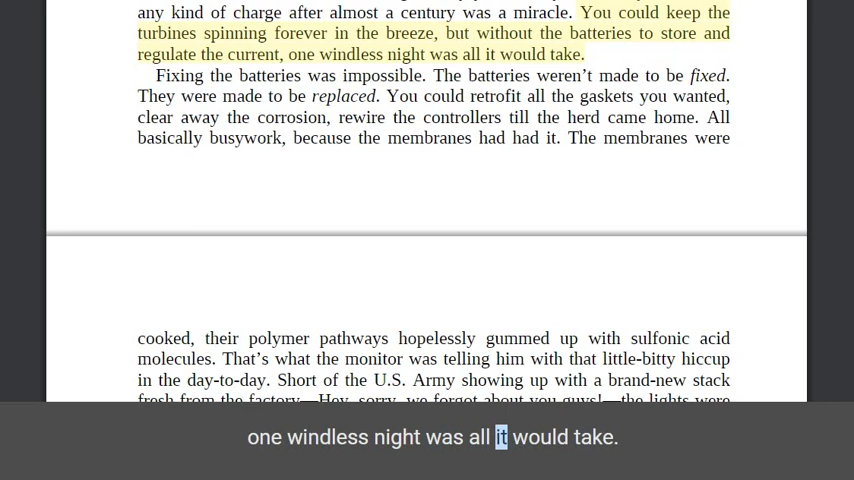 any kind of charge after almost a century was a miracle. You could keep the
turbines spinning forever in the breeze, but without the batteries to store and
regulate the current, one windless night was all it would take.
Fixing the batteries was impossible. The batteries weren’t made to be fixed.
They were made to be replaced. You could retrofit all the gaskets you wanted,
clear away the corrosion, rewire the controllers till the herd came home. All
basically busywork, because the membranes had had it. The membranes were
cooked, their polymer pathways hopelessly gummed up with sulfonic acid
molecules. That’s what the monitor was telling him with that little-bitty hiccup
in the day-to-day. Short of the U.S. Army showing up with a brand-new stack
fresh from the factory—Hey, sorry, we forgot about you guys!—the lights were
one windless night was all it would take.